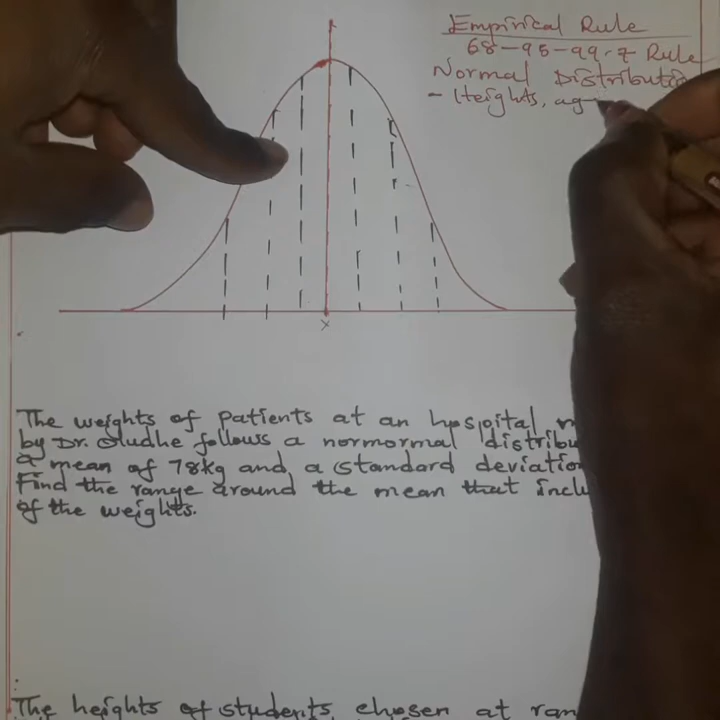 Empirical Rule
68-95-99.7 Rule
Normal Distributio
- Heights, ag
X
The weights of patients at an hospital
by Dr. Oludhe follows a normormal distribu
a mean of 78kg and a standard deviation
Find the range around the mean that inclu
of the weights.
The heights of students chosen at ran